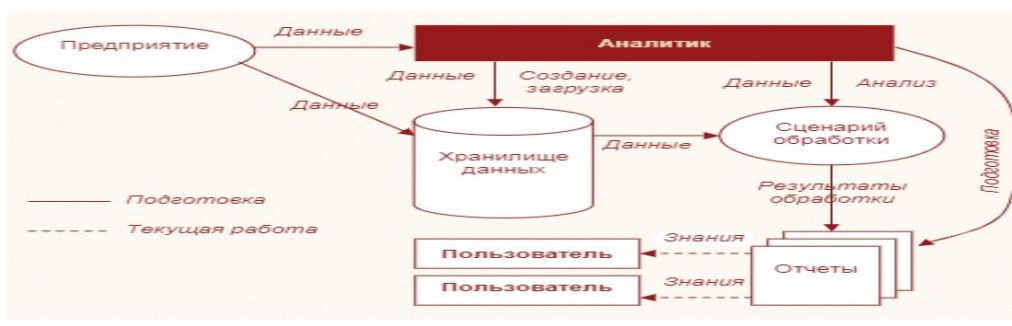 Данные
Предприятие
Аналитик
Данные
Создание,
загрузка
Данные
Анализ
Данные
Сценарий
обработки
Данные
Хранилище
данных
Подготовка
Результаты
обработки
Подготовка
Текущая работа
Знания
Пользователь
Отчеты
Знания
Пользователь